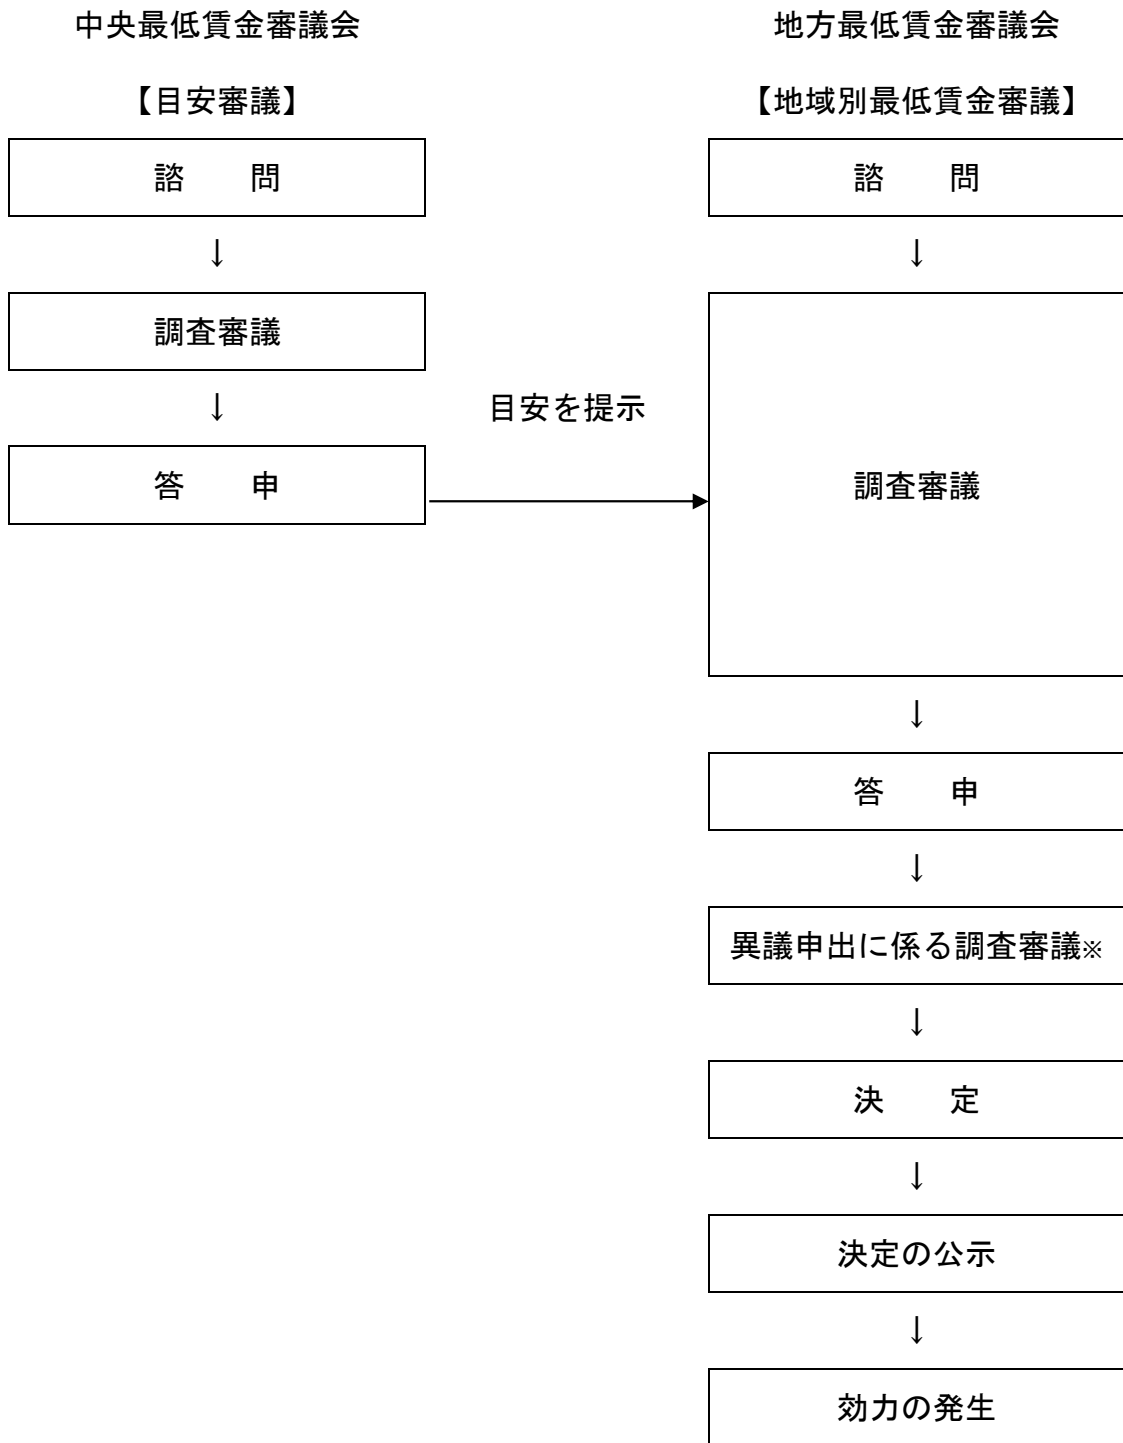 中央最低賃金審議会
【目安審議】
諮　　問
↓
調査審議
↓
答　　申
目安を提示
地方最低賃金審議会
【地域別最低賃金審議】
諮　　問
↓
調査審議
↓
答　　申
↓
異議申出に係る調査審議※
↓
決　　定
↓
決定の公示
↓
効力の発生